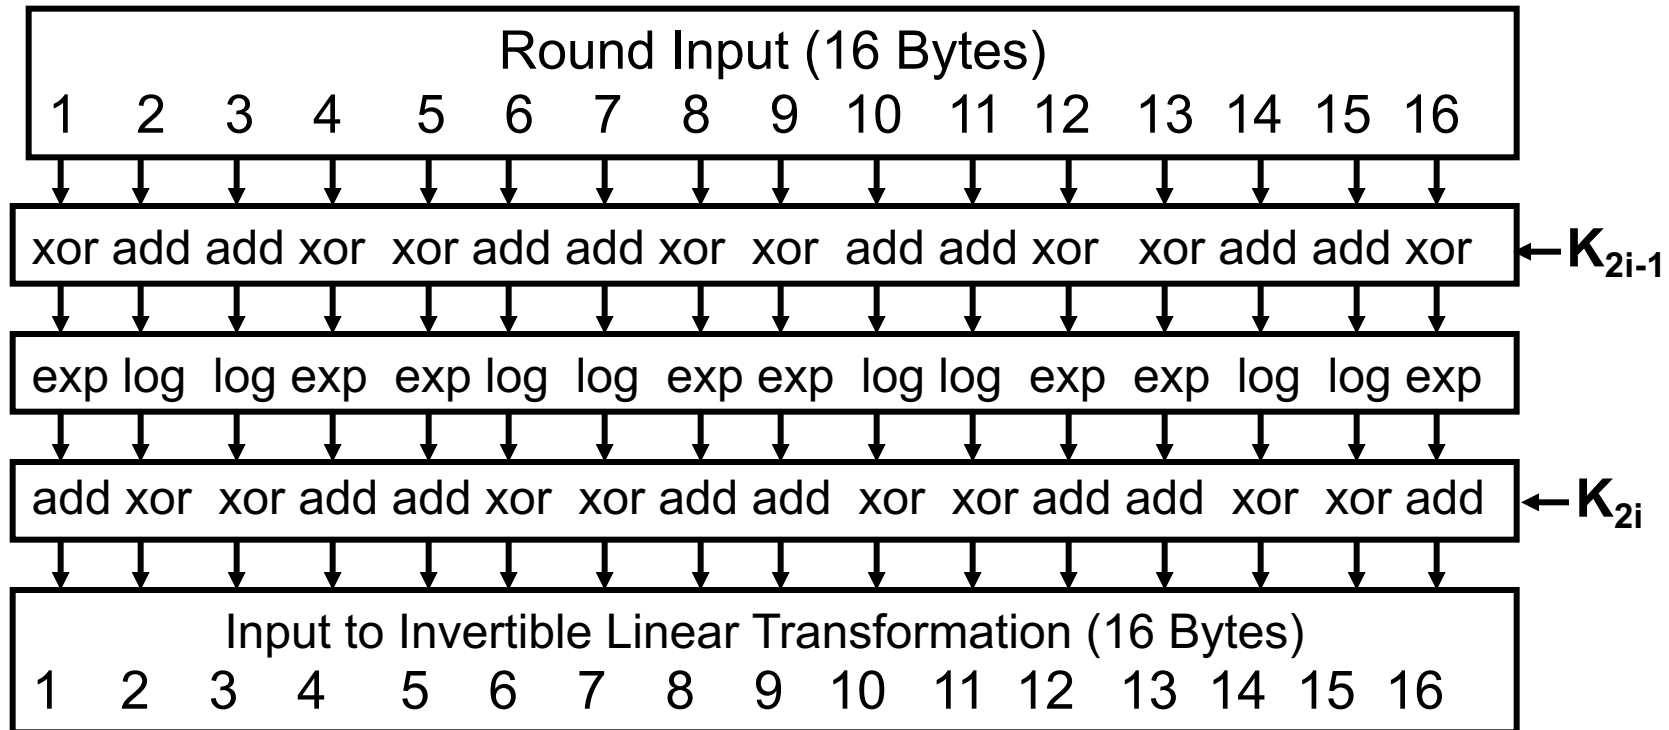 Round Input (16 Bytes)
1 2 3 4 5 6 7 8 9 10 11 12 13 14 15 16
xor add add xor xor add add xor xor add add xor xor add add xor K2i-1
exp log log exp exp log log exp exp log log exp exp log log exp
add xor xor add add xor xor add add xor xor add add xor xor add K2i
Input to Invertible Linear Transformation (16 Bytes)
1 2 3 4 5 6 7 8 9 10 11 12 13 14 15 16